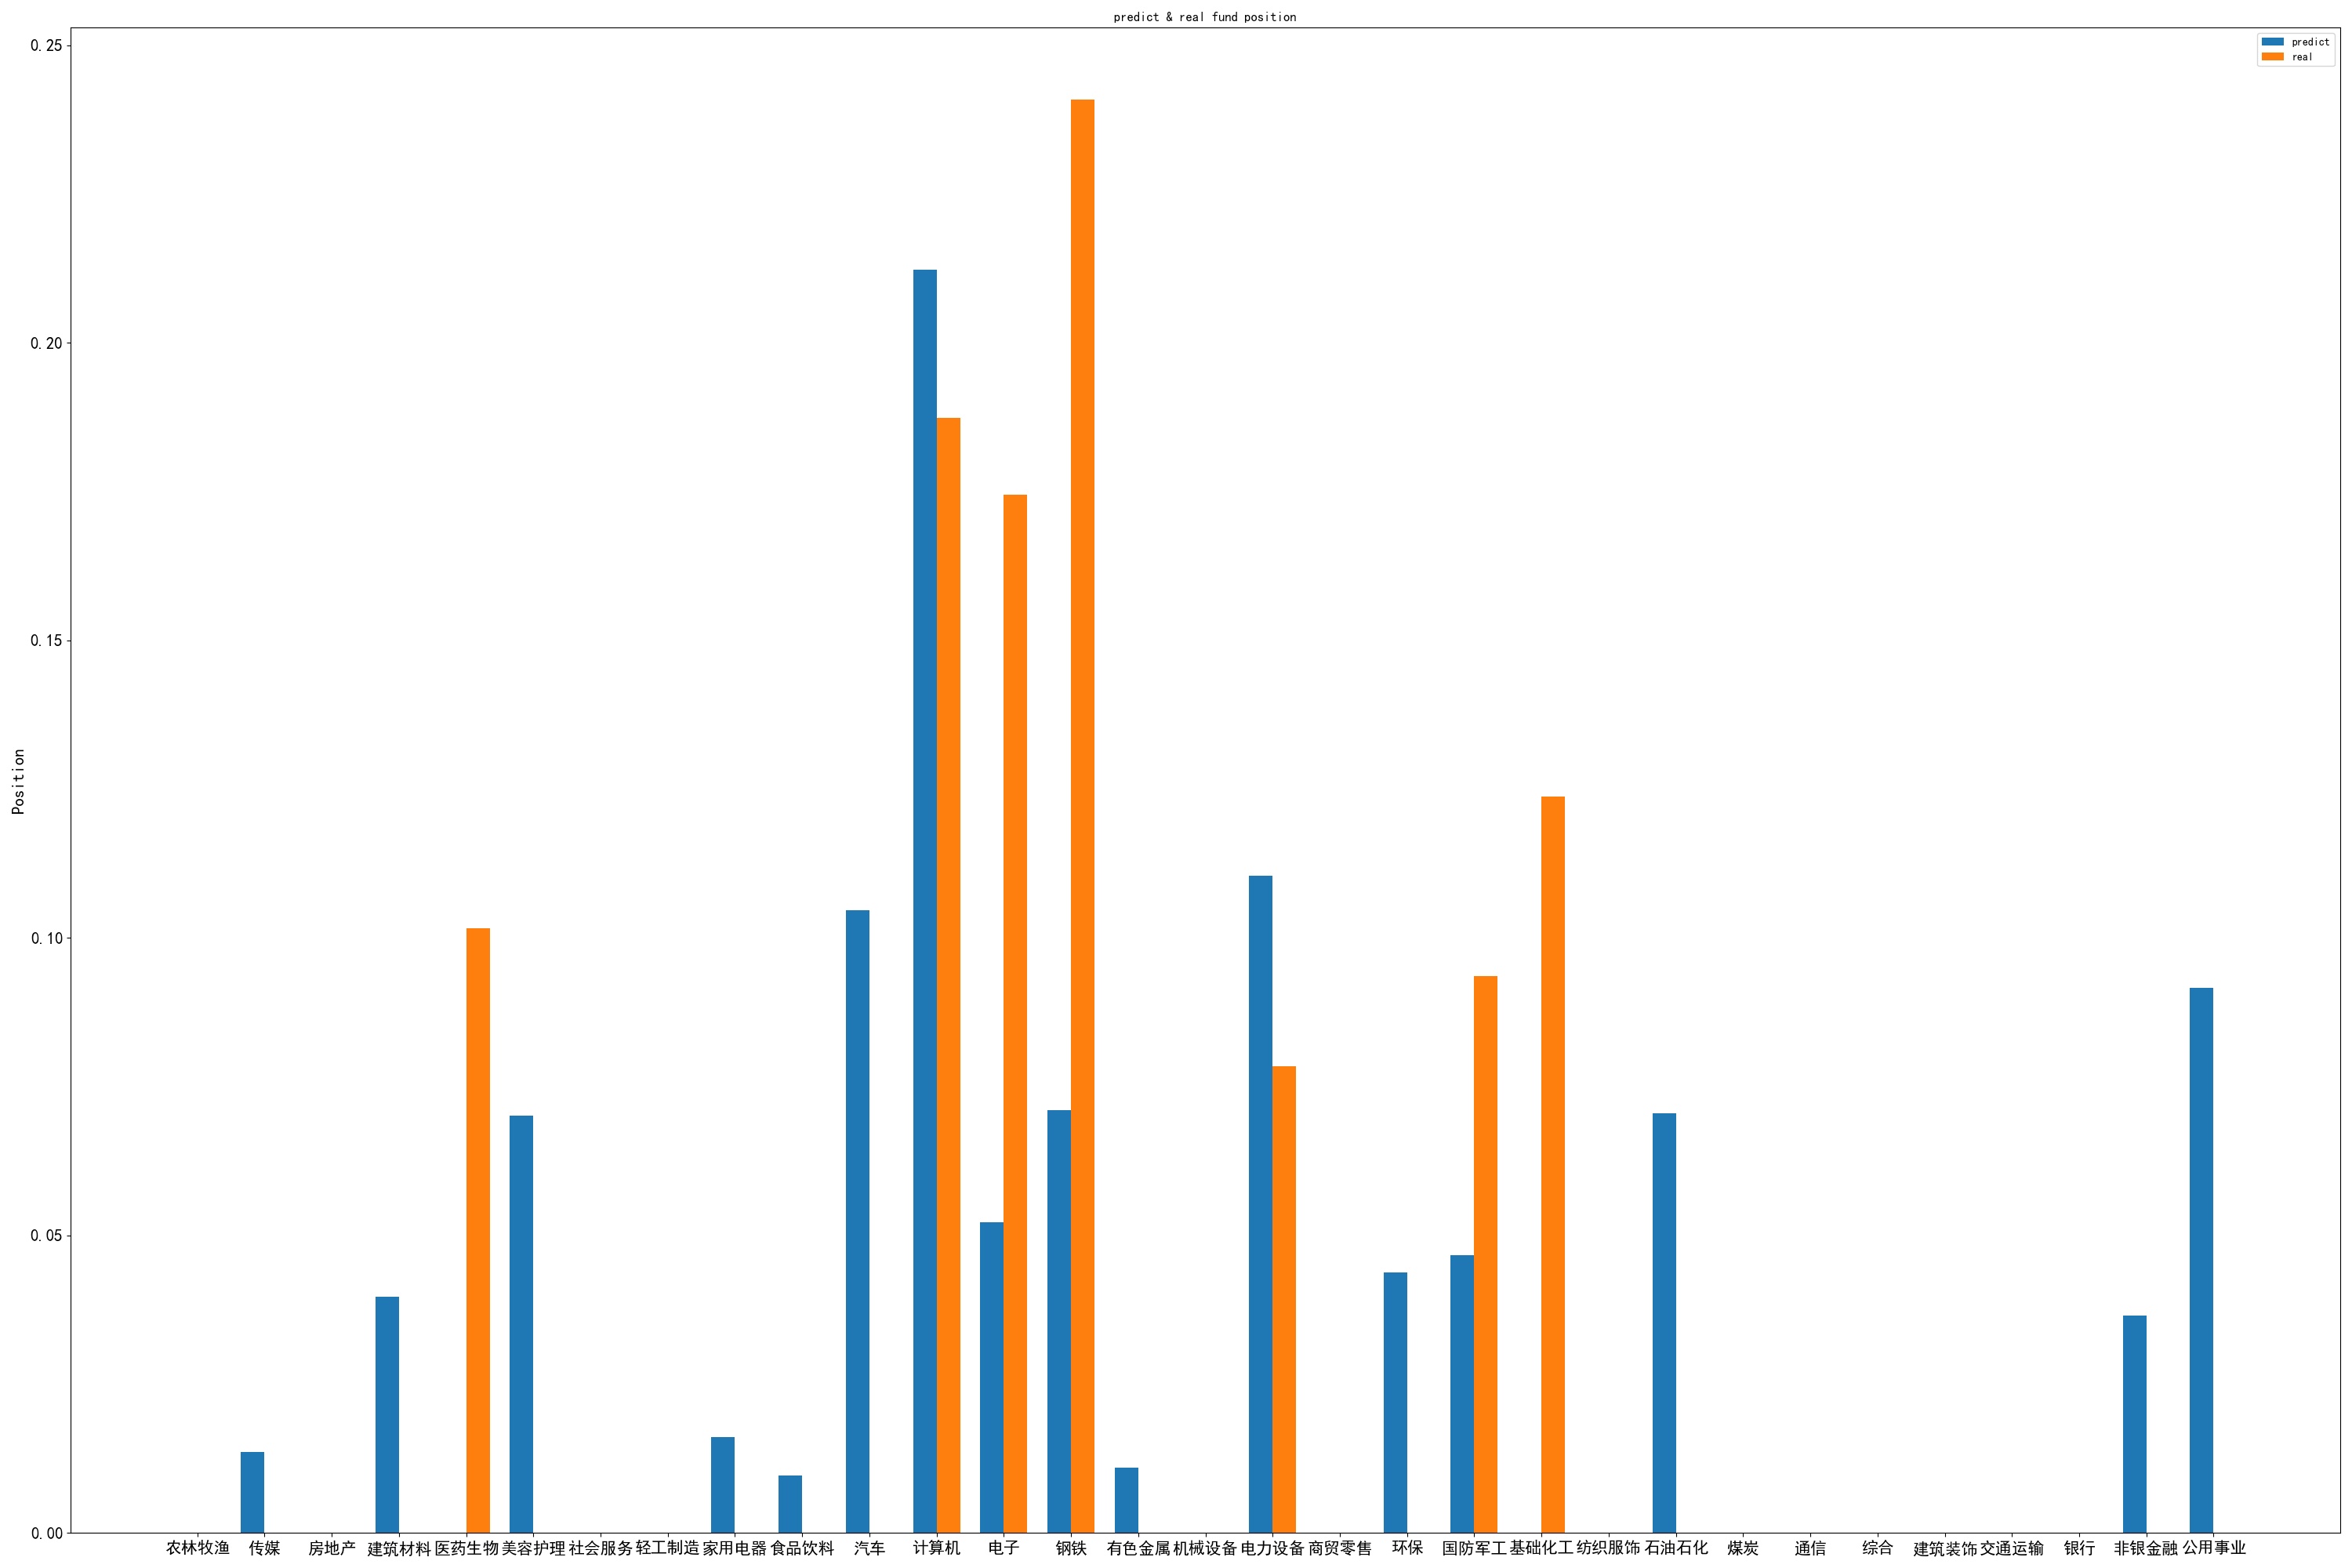 predict & real fund position
predict
real
0.25
0.20
0.15
0.10
0.05
0.00
Position
农林牧渔 传媒 房地产 建筑材料 医药生物 美容护理 社会服务 轻工制造 家用电器 食品饮料 汽车 计算机 电子 钢铁 有色金属 机械设备 电力设备 商贸零售 环保 国防军工 基础化工 纺织服饰 石油石化 煤炭 通信 综合 建筑装饰 交通运输 银行 非银金融 公用事业